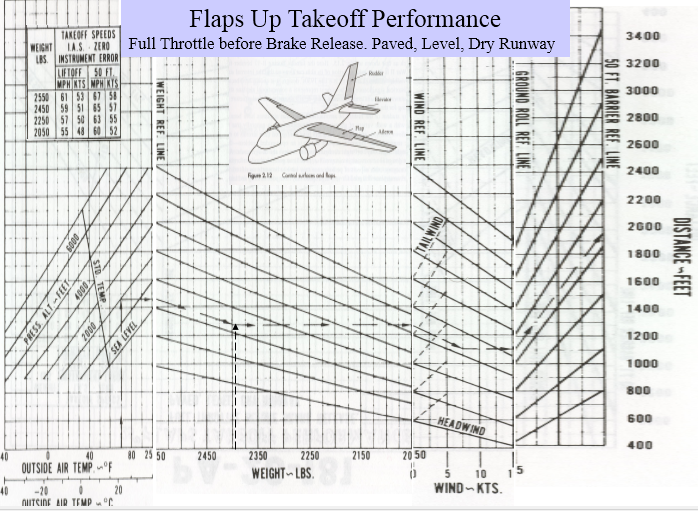 Flaps Up Takeoff Performance
Full Throttle before Brake Release. Paved, Level, Dry Runway
WEIGHT LBS.
TAKEOFF SPEEDS
I.A.S. - ZERO
INSTRUMENT ERROR
LIFTOFF 50 FT.
MPH KTS MPH KTS
2550 61 53 67 58
2450 59 51 65 57
2250 57 50 63 55
2050 55 48 60 52
WEIGHT REF. LINE
Rudder
Elevator
Flap
Aileron
Figure 2.12 Control surfaces and flaps.
WIND REF. LINE
GROUND ROLL REF. LINE
50 FT. BARRIER REF. LINE
3400
3200
3000
2800
2600
2400
2200
2000
1800
1600
1400
1200
1000
800
600
400
DISTANCE~FEET
PRESS ALT.~FEET
6000
4000
2000
SEA LEVEL
STD TEMP
TAILWIND
HEADWIND
40 0 40 80 25
50 2450 2350 2250 2150 20
50
OUTSIDE AIR TEMP.~°F
WEIGHT~LBS.
0 5 10 1 5
WIND~KTS.
40 -20 0 20
OUTSIDE AIR TEMP.~°C